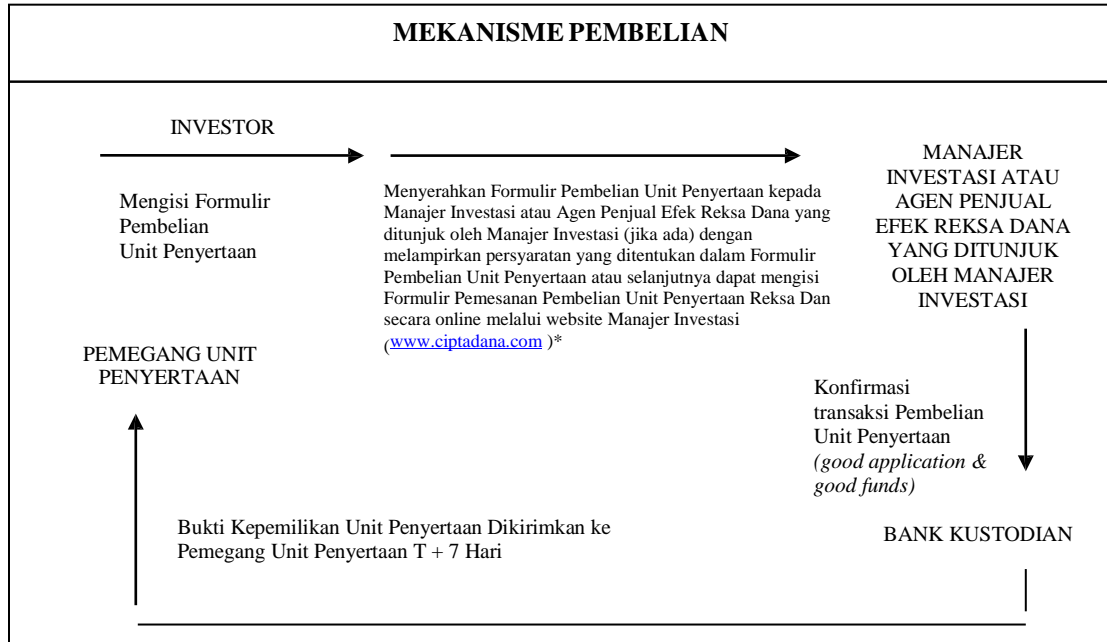 MEKANISME PEMBELIAN
INVESTOR
Mengisi Formulir
Pembelian
Unit Penyertaan
Menyerahkan Formulir Pembelian Unit Penyertaan kepada
Manajer Investasi atau Agen Penjual Efek Reksa Dana yang
ditunjuk oleh Manajer Investasi (jika ada) dengan
melampirkan persyaratan yang ditentukan dalam Formulir
Pembelian Unit Penyertaan atau selanjutnya dapat mengisi
Formulir Pemesanan Pembelian Unit Penyertaan Reksa Dan
secara online melalui website Manajer Investasi
(www.ciptadana.com )*
MANAJER
INVESTASI ATAU
AGEN PENJUAL
EFEK REKSA DANA
YANG DITUNJUK
OLEH MANAJER
INVESTASI
PEMEGANG UNIT
PENYERTAAN
Konfirmasi
transaksi Pembelian
Unit Penyertaan
(good application &
good funds)
Bukti Kepemilikan Unit Penyertaan Dikirimkan ke
Pemegang Unit Penyertaan T + 7 Hari
BANK KUSTODIAN